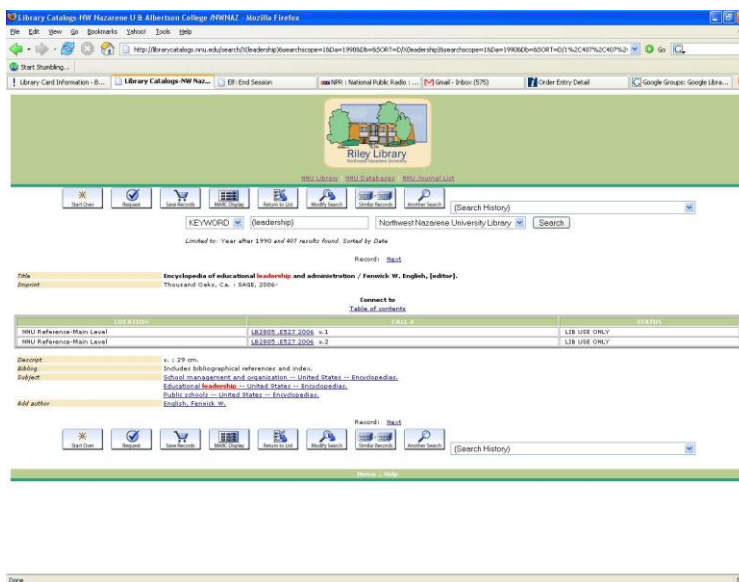 Library Catalogs-NW Nazarene U & Albertson College /NWNAZ - Mozilla Firefox
File Edit View Go Bookmarks Yahoo! Tools Help
Go
Start Stumbling...
Library Card Information - B... Library Catalogs-NW Naz... Elf: End Session NPR : National Public Radio : ... Gmail - Inbox (575) Order Entry Detail Google Groups: Google Libra...
Riley Library
Northwest Nazarene University
NNU Library NNU Databases NNU Journal List
Start Over Request Save Records MARC Display Return to List Modify Search Similar Records Another Search (Search History)
KEYWORD (leadership) Northwest Nazarene University Library Search
Limited to: Year after 1990 and 407 results found. Sorted by Date
Record: Next
Title Encyclopedia of educational leadership and administration / Fenwick W. English, [editor].
Imprint Thousand Oaks, Ca. : SAGE, 2006-
Connect to
Table of contents
LOCATION CALL # STATUS
NNU Reference-Main Level LB2805 .E527 2006 v.1 LIB USE ONLY
NNU Reference-Main Level LB2805 .E527 2006 v.2 LIB USE ONLY
Descript v. ; 29 cm.
Bibliog. Includes bibliographical references and index.
Subject School management and organization -- United States -- Encyclopedias.
Educational leadership -- United States -- Encyclopedias.
Public schools -- United States -- Encyclopedias.
Add author English, Fenwick W.
Record: Next
Start Over Request Save Records MARC Display Return to List Modify Search Similar Records Another Search (Search History)
Home | Help
Done